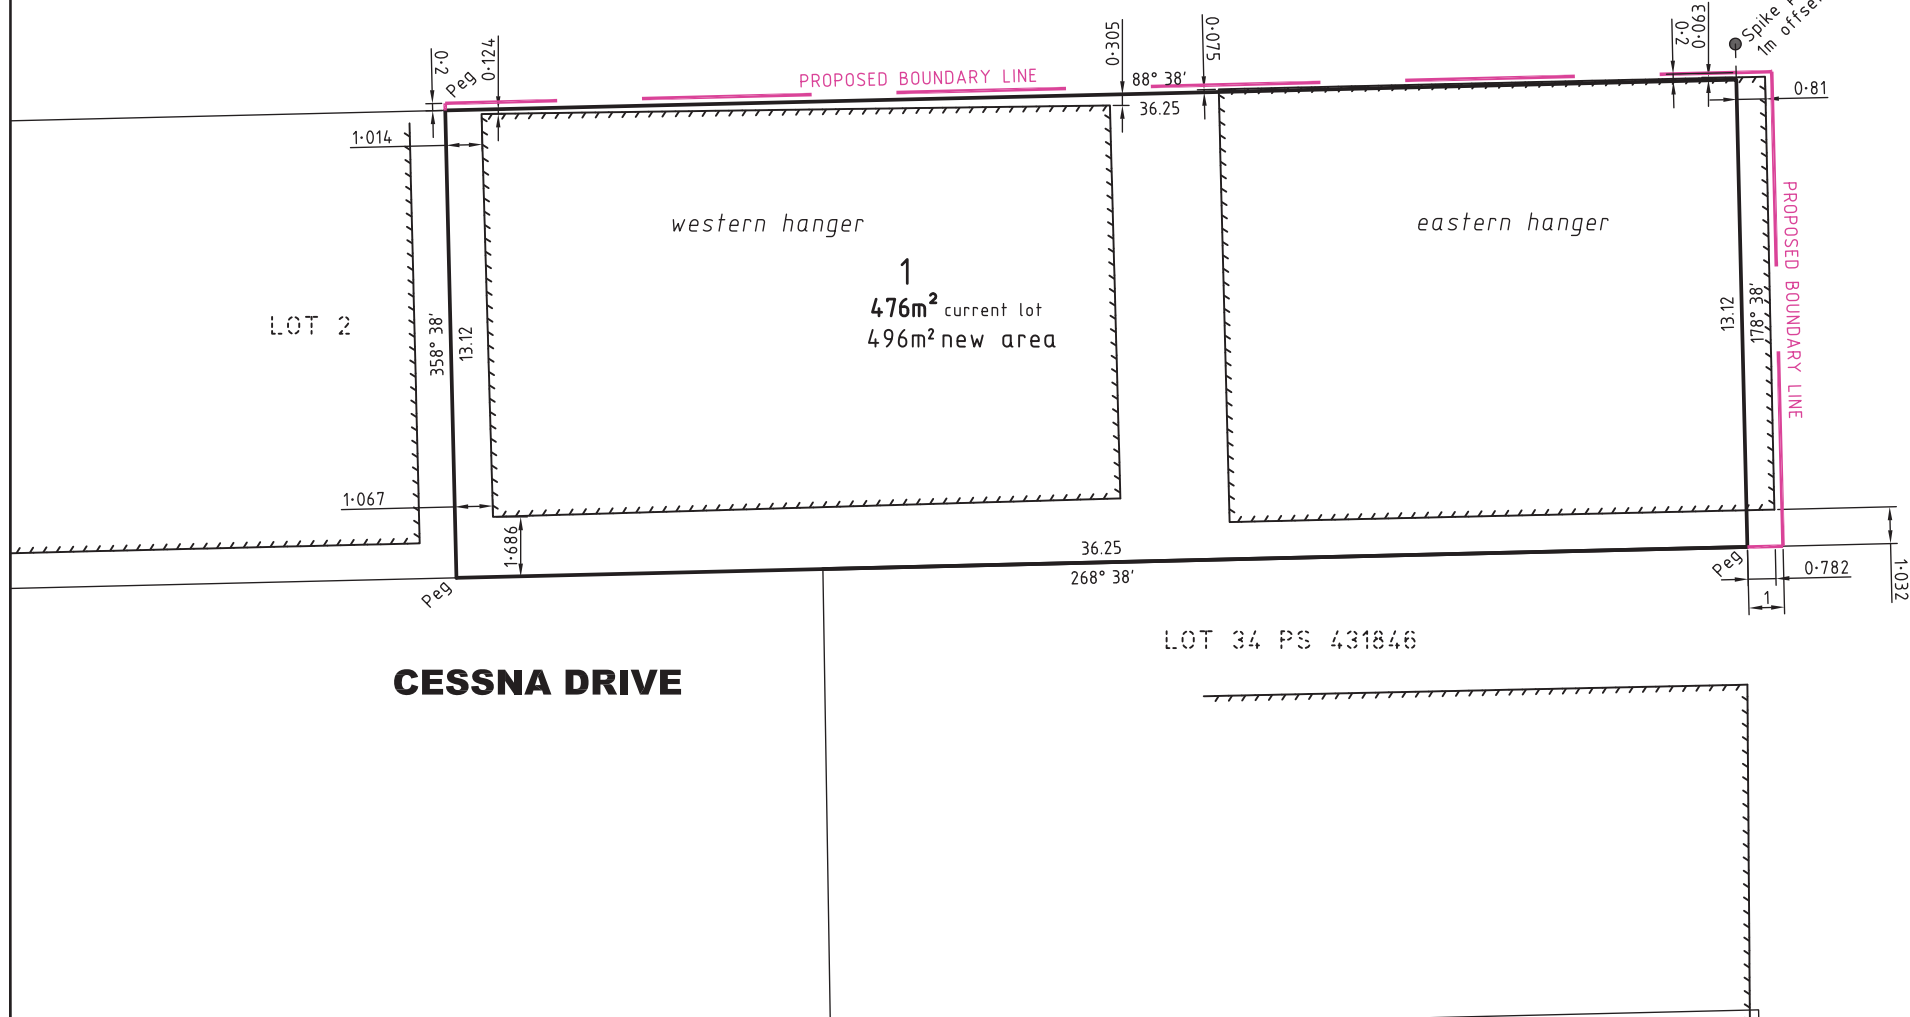 0·2
Peg
0·124
PROPOSED BOUNDARY LINE
0·305
88° 38'
36.25
0·075
0·2
0·063
Spike
1m offse
0·81
1·014
western hanger
eastern hanger
1
476m² current lot
496m² new area
LOT 2
358° 38'
13.12
13.12
178° 38'
PROPOSED BOUNDARY LINE
1·067
1·686
36.25
268° 38'
Peg
Peg
0·782
1
1·032
LOT 34 PS 431846
CESSNA DRIVE